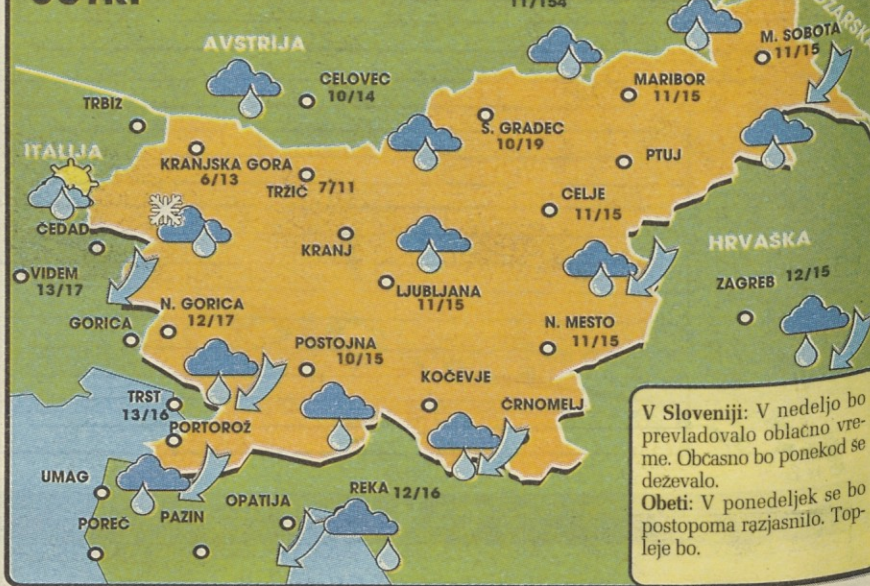 11/154
AVSTRIJA
M. SOBOTA
11/15
CELOVEC
10/14
MARIBOR
11/15
TRBIŽ
S. GRADEC
10/19
ITALIJA
PTUJ
KRANJSKA GORA
6/13
TRŽIČ 7/11
CELJE
11/15
ČEDAD
KRANJ
HRVAŠKA
VIDEM
13/17
ZAGREB 12/15
LJUBLJANA
11/15
N. GORICA
12/17
GORICA
N. MESTO
11/15
POSTOJNA
10/15
KOČEVJE
TRST
13/16
ČRNOMELJ
PORTOROŽ
UMAG
OPATIJA
REKA 12/16
POREČ
PAZIN
V Sloveniji: V nedeljo bo
prevladovalo oblačno vre-
me. Občasno bo ponekod še
deževalo.
Obeti: V ponedeljek se bo
postopoma razjasnilo. Top-
leje bo.